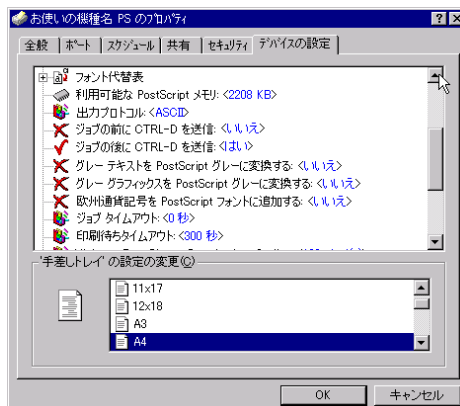 お使いの機種名 PS のプロパティ
全般 ポート スケジュール 共有 セキュリティ デバイスの設定
フォント代替表
利用可能な PostScript メモリ: <2208 KB>
出力プロトコル: <ASCII>
ジョブの前に CTRL-D を送信: <いいえ>
ジョブの後に CTRL-D を送信: <はい>
グレー テキストを PostScript グレーに変換する: <いいえ>
グレー グラフィックスを PostScript グレーに変換する: <いいえ>
欧州通貨記号を PostScript フォントに追加する: <いいえ>
ジョブ タイムアウト: <0 秒>
印刷待ちタイムアウト: <300 秒>
'手差しトレイ' の設定の変更(C)
11x17
12x18
A3
A4
OK キャンセル